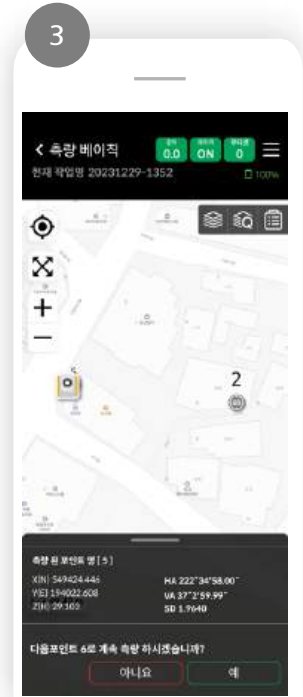 3
< 측량 베이직
0.0
ON
0
현재 작업명 20231229-1352
100%
2
5
측량 된 포인트 명 [ 5 ]
X(N) 549424.446
HA 222°34'58.00"
Y(E) 194022.608
VA 37°2'59.99"
Z(H) 29.103
SD 1.9640
다음포인트 6로 계속 측량 하시겠습니까?
아니요
예